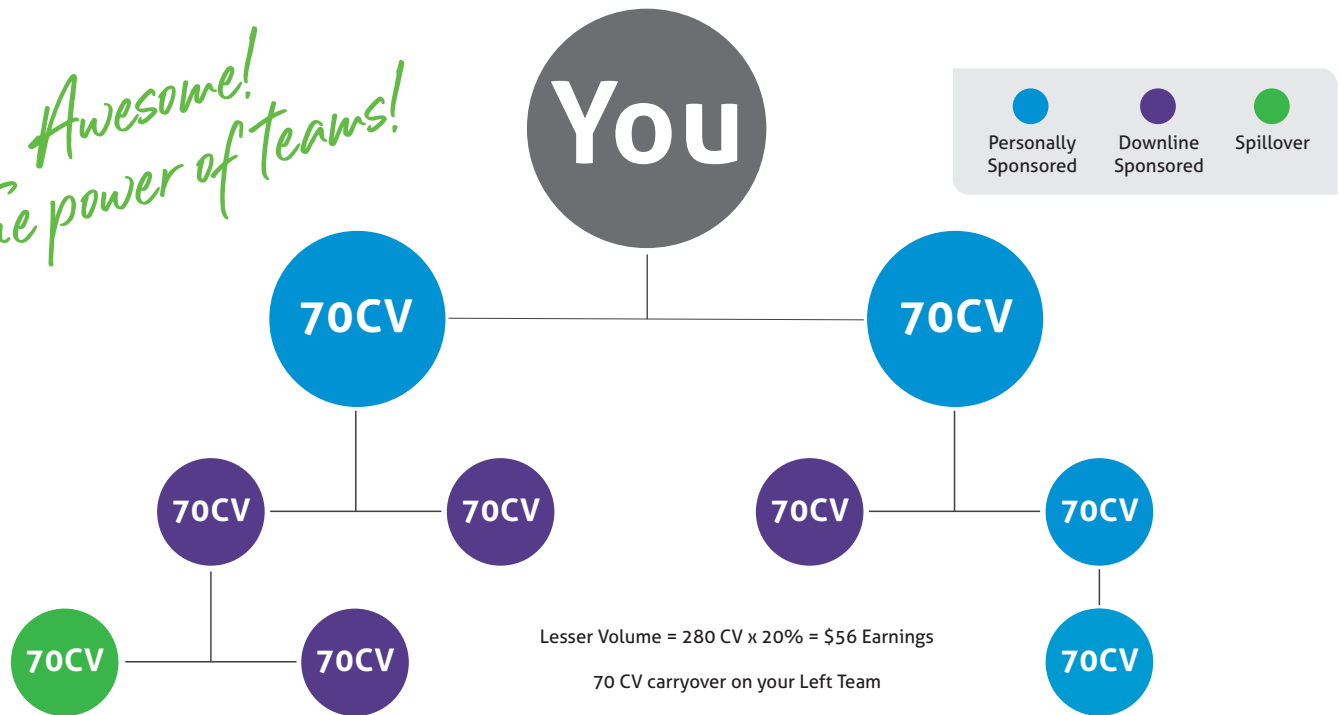 Awesome!
power of teams!
You
Personally
Sponsored
Downline
Sponsored
Spillover
70CV
70CV
70CV
70CV
70CV
70CV
70CV
70CV
70CV
Lesser Volume = 280 CV x 20% = $56 Earnings
70 CV carryover on your Left Team